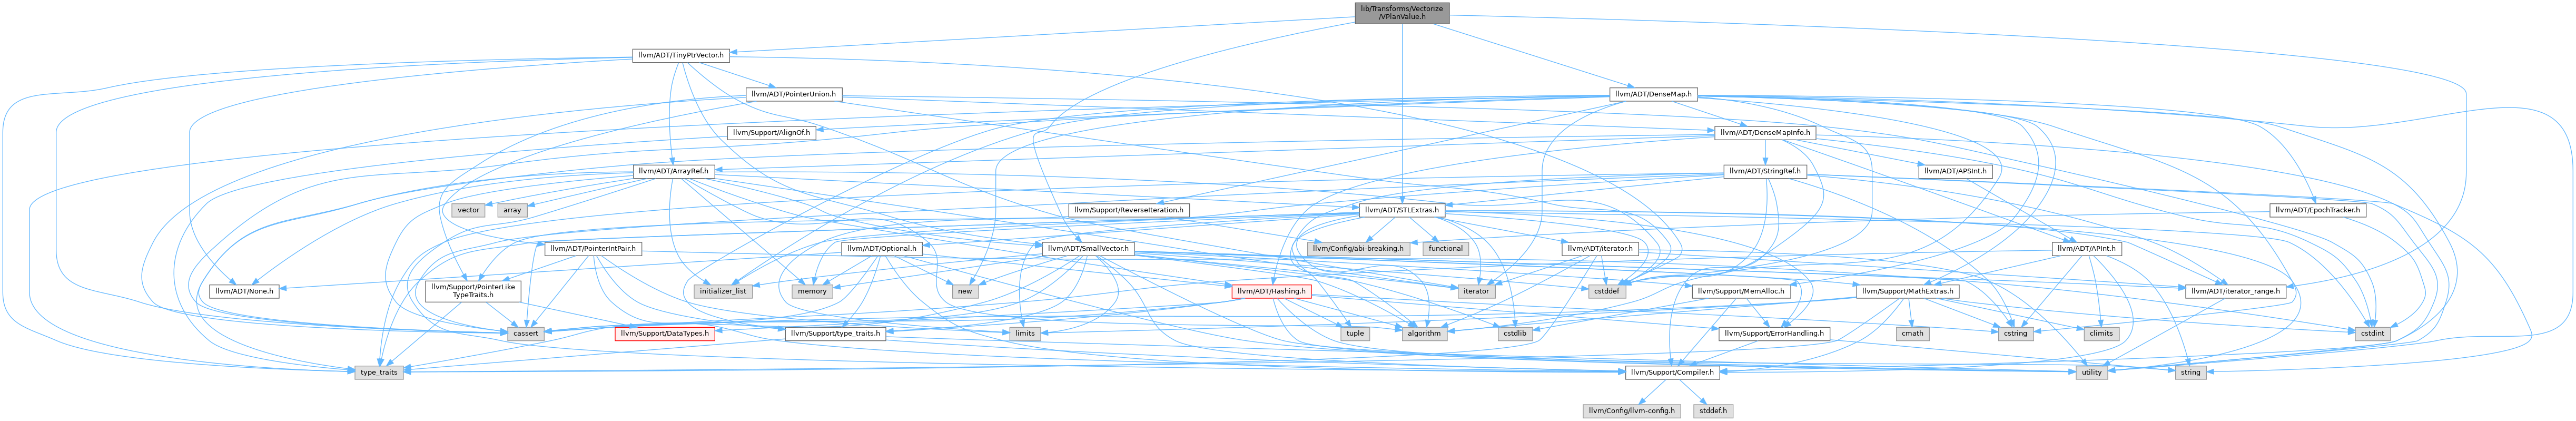 lib/Transforms/Vectorize
/VPlanValue.h
llvm/ADT/TinyPtrVector.h
llvm/ADT/PointerUnion.h
llvm/ADT/DenseMap.h
llvm/Support/AlignOf.h
llvm/ADT/DenseMapInfo.h
llvm/ADT/ArrayRef.h
llvm/ADT/StringRef.h
llvm/ADT/APSInt.h
vector
array
llvm/Support/ReverseIteration.h
llvm/ADT/STLExtras.h
llvm/ADT/EpochTracker.h
llvm/ADT/PointerIntPair.h
llvm/ADT/Optional.h
llvm/ADT/SmallVector.h
llvm/Config/abi-breaking.h
functional
llvm/ADT/iterator.h
llvm/ADT/APInt.h
llvm/ADT/None.h
llvm/Support/PointerLike
TypeTraits.h
initializer_list
memory
new
llvm/ADT/Hashing.h
iterator
cstddef
llvm/Support/MemAlloc.h
llvm/Support/MathExtras.h
llvm/ADT/iterator_range.h
cassert
llvm/Support/DataTypes.h
llvm/Support/type_traits.h
limits
tuple
algorithm
cstdlib
llvm/Support/ErrorHandling.h
cmath
cstring
climits
cstdint
type_traits
llvm/Support/Compiler.h
utility
string
llvm/Config/llvm-config.h
stddef.h